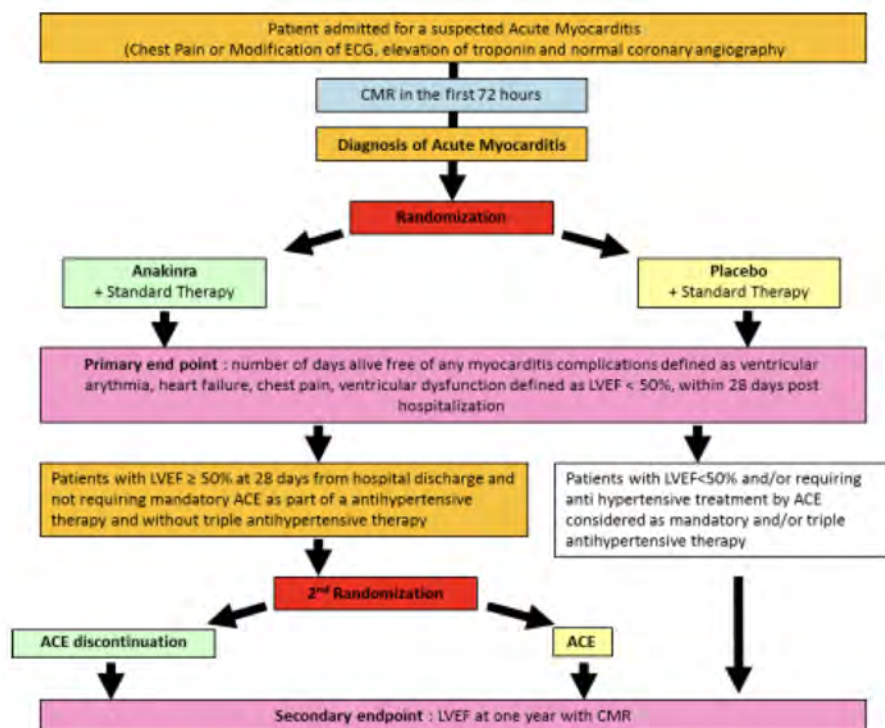 Patient admitted for a suspected Acute Myocarditis
(Chest Pain or Modification of ECG, elevation of troponin and normal coronary angiography
CMR in the first 72 hours
Diagnosis of Acute Myocarditis
Randomization
Anakinra
+ Standard Therapy
Placebo
+ Standard Therapy
Primary end point : number of days alive free of any myocarditis complications defined as ventricular
arythmia, heart failure, chest pain, ventricular dysfunction defined as LVEF < 50%, within 28 days post
hospitalization
Patients with LVEF ≥ 50% at 28 days from hospital discharge and
not requiring mandatory ACE as part of a antihypertensive
therapy and without triple antihypertensive therapy
Patients with LVEF<50% and/or requiring
anti hypertensive treatment by ACE
considered as mandatory and/or triple
antihypertensive therapy
2nd Randomization
ACE discontinuation
ACE
Secondary endpoint : LVEF at one year with CMR